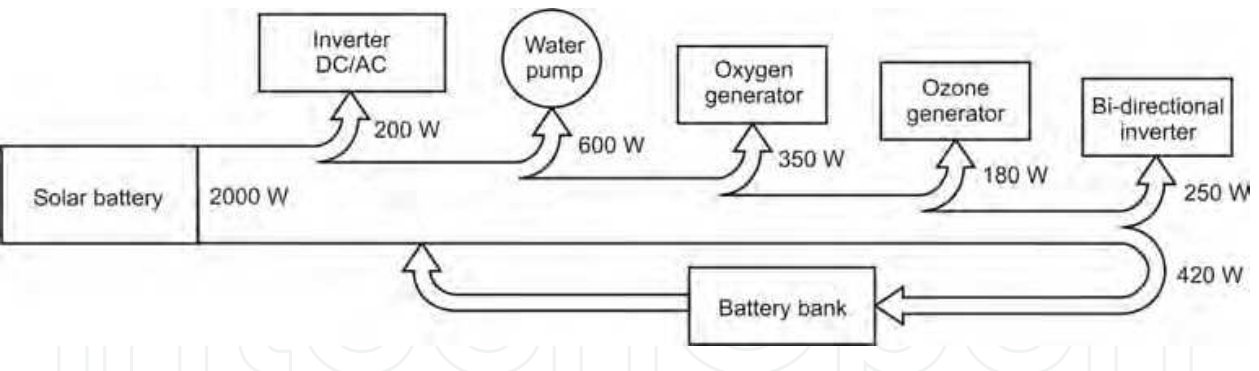 Inverter
DC/AC
200 W
Water
pump
600 W
Oxygen
generator
350 W
Ozone
generator
180 W
Bi-directional
inverter
250 W
Solar battery
2000 W
420 W
Battery bank